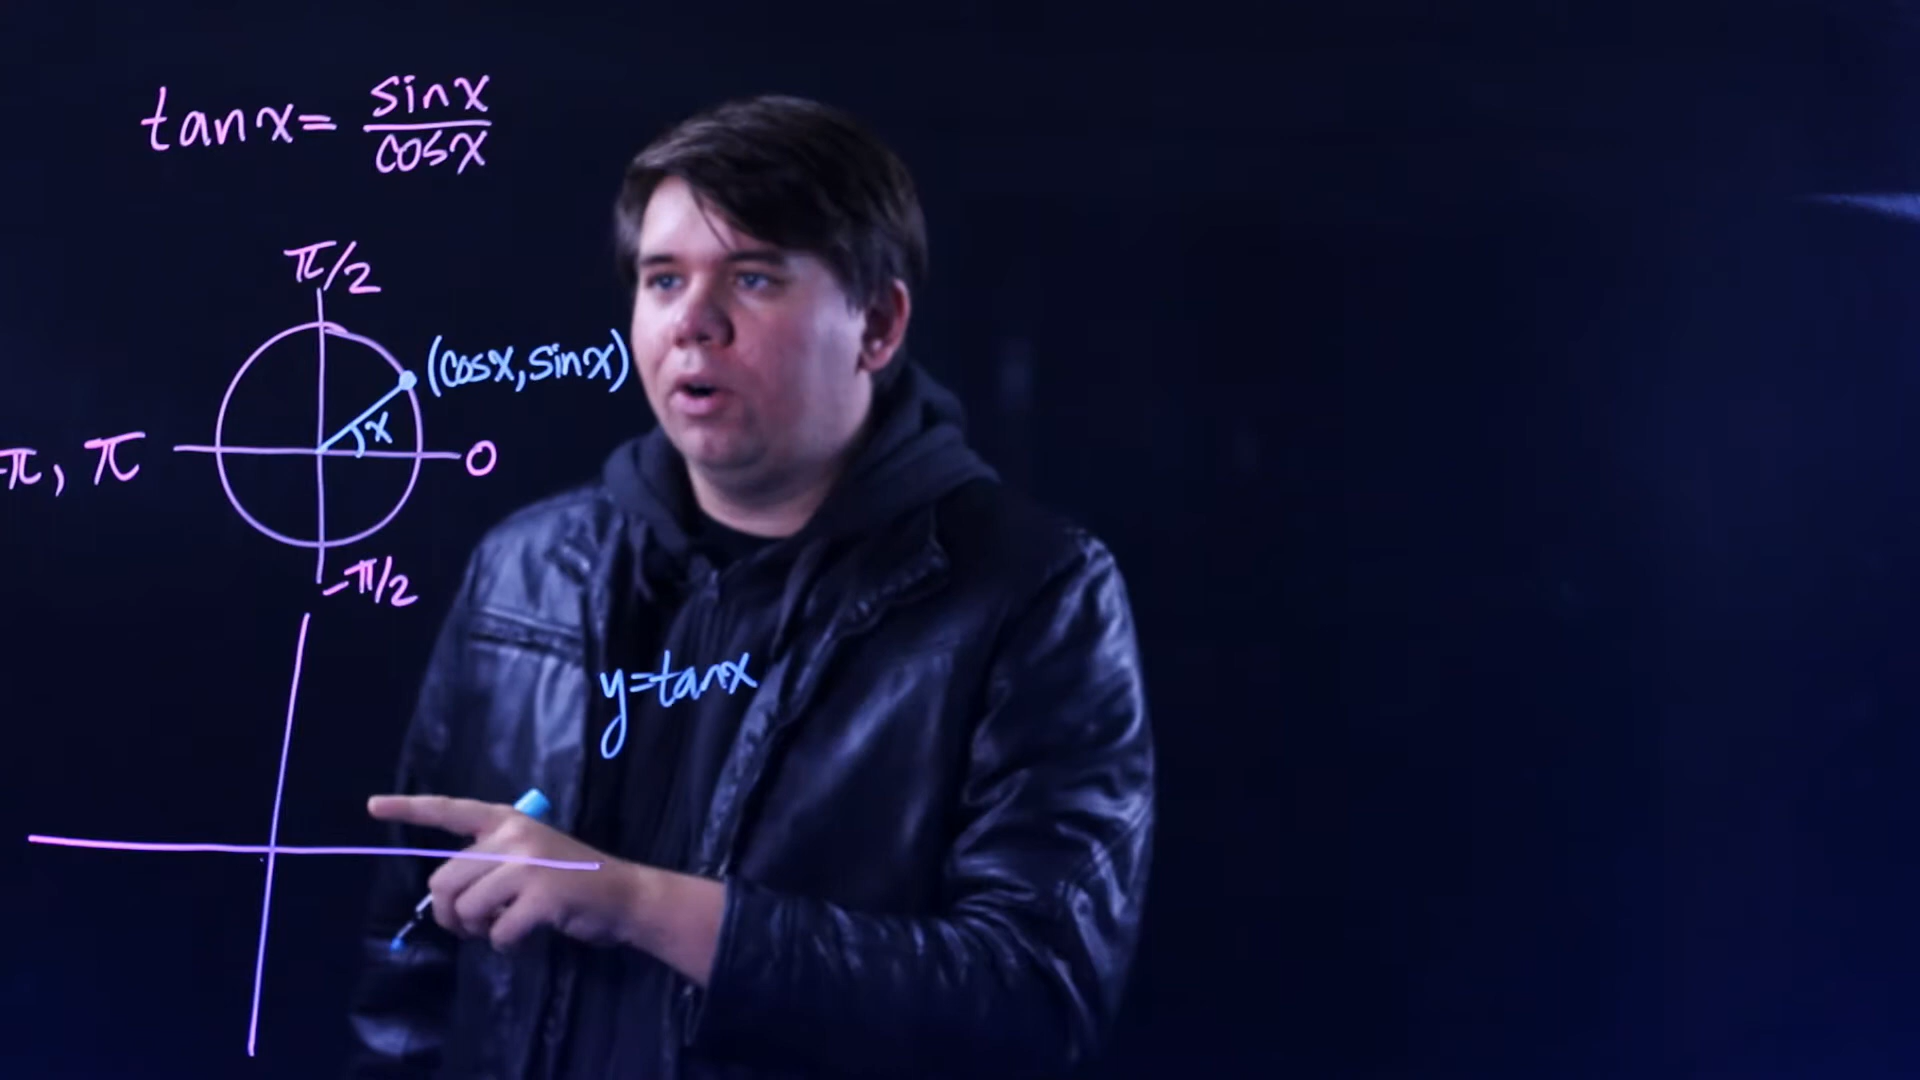 tan x = sin x / cos x
π/2
(cos x, sin x)
x
-π, π
0
-π/2
y = tan x